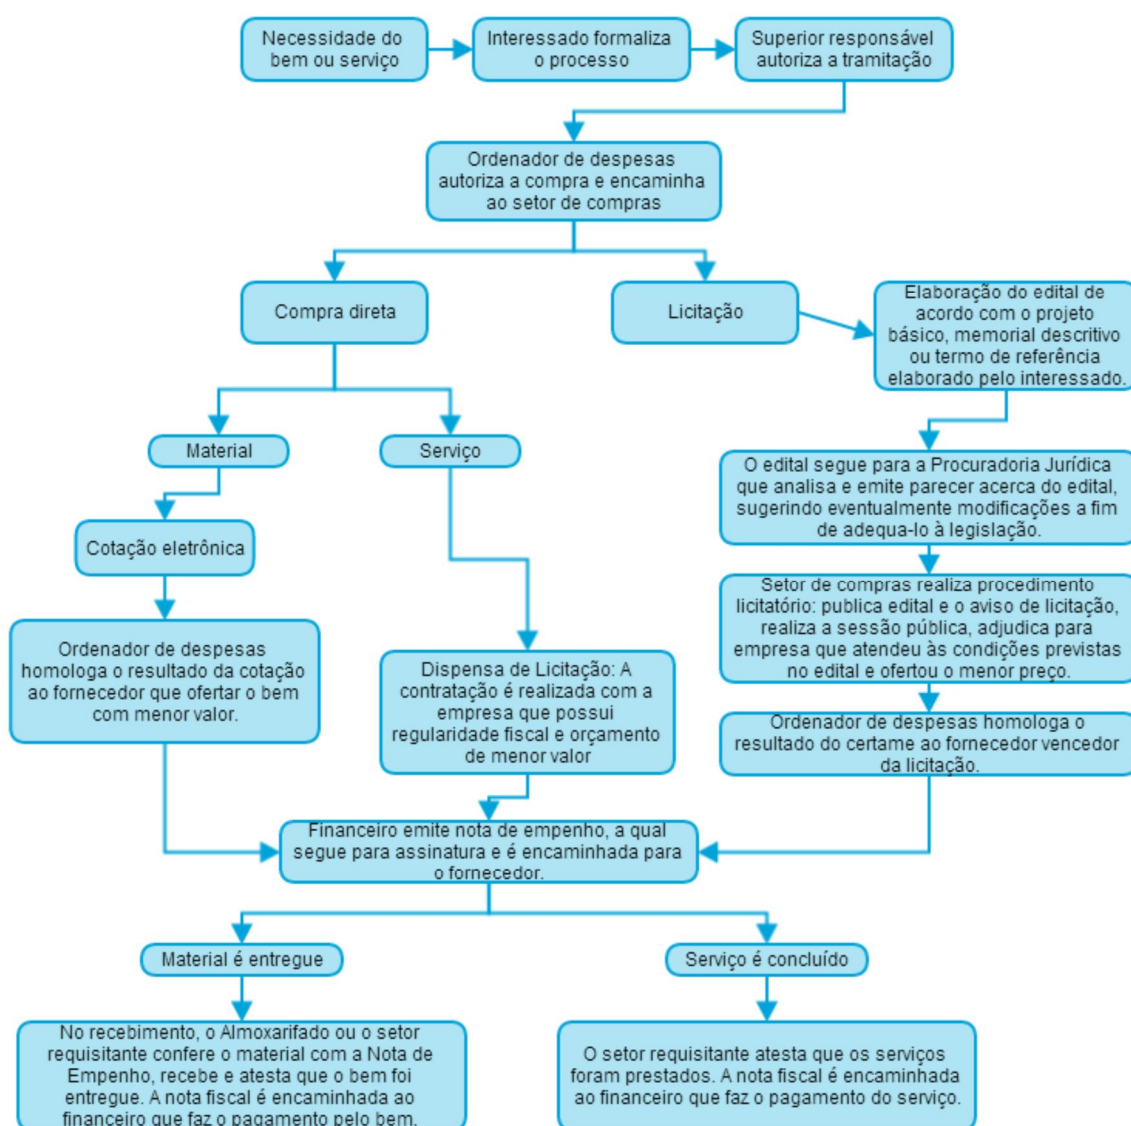 Necessidade do
bem ou serviço
Interessado formaliza
o processo
Superior responsável
autoriza a tramitação
Ordenador de despesas
autoriza a compra e encaminha
ao setor de compras
Compra direta
Licitação
Elaboração do edital de
acordo com o projeto
básico, memorial descritivo
ou termo de referência
elaborado pelo interessado.
Material
Serviço
O edital segue para a Procuradoria Jurídica
que analisa e emite parecer acerca do edital,
sugerindo eventualmente modificações a fim
de adequa-lo à legislação.
Cotação eletrônica
Setor de compras realiza procedimento
licitatório: publica edital e o aviso de licitação,
realiza a sessão pública, adjudica para
empresa que atendeu às condições previstas
no edital e ofertou o menor preço.
Ordenador de despesas
homologa o resultado da cotação
ao fornecedor que ofertar o bem
com menor valor.
Dispensa de Licitação: A
contratação é realizada com a
empresa que possui
regularidade fiscal e orçamento
de menor valor
Ordenador de despesas homologa o
resultado do certame ao fornecedor vencedor
da licitação.
Financeiro emite nota de empenho, a qual
segue para assinatura e é encaminhada para
o fornecedor.
Material é entregue
Serviço é concluído
No recebimento, o Almoxarifado ou o setor
requisitante confere o material com a Nota de
Empenho, recebe e atesta que o bem foi
entregue. A nota fiscal é encaminhada ao
financeiro que faz o pagamento pelo bem.
O setor requisitante atesta que os serviços
foram prestados. A nota fiscal é encaminhada
ao financeiro que faz o pagamento do serviço.